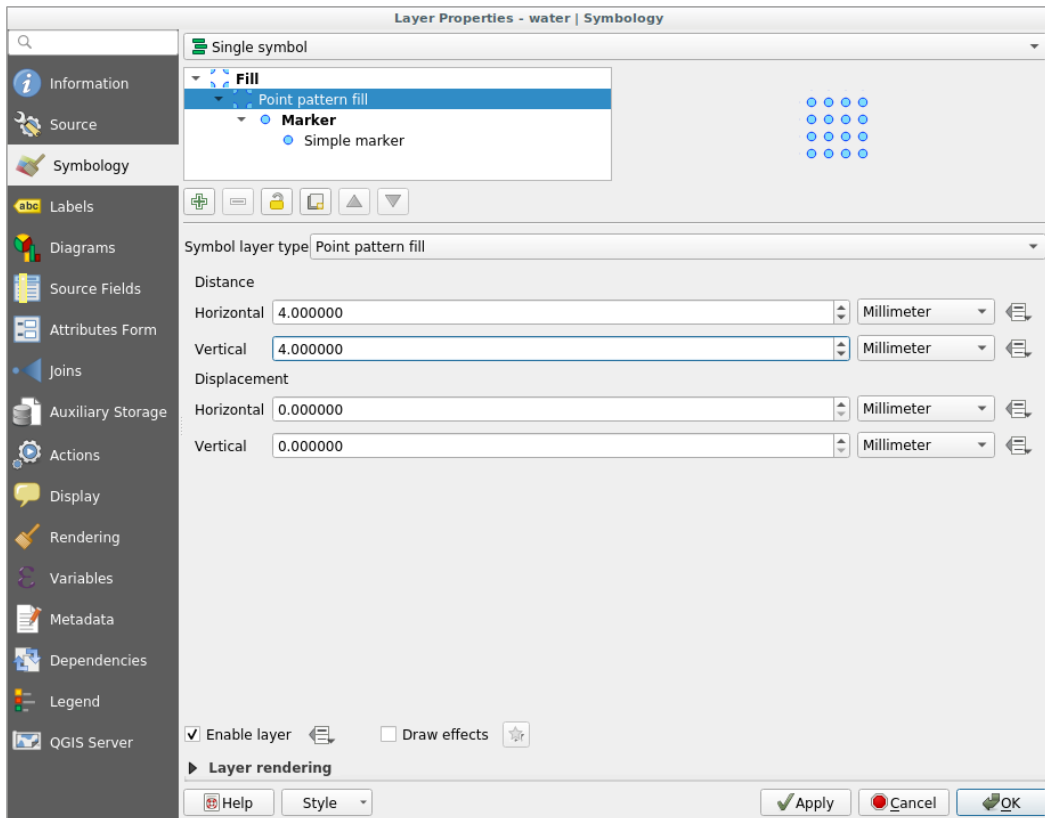 Layer Properties - water | Symbology
Single symbol
Information
Source
Symbology
Labels
Diagrams
Source Fields
Attributes Form
Joins
Auxiliary Storage
Actions
Display
Rendering
Variables
Metadata
Dependencies
Legend
QGIS Server
Fill
Point pattern fill
Marker
Simple marker
Symbol layer type Point pattern fill
Distance
Horizontal 4.000000 Millimeter
Vertical 4.000000 Millimeter
Displacement
Horizontal 0.000000 Millimeter
Vertical 0.000000 Millimeter
Enable layer Draw effects
Layer rendering
Help Style Apply Cancel OK
abc